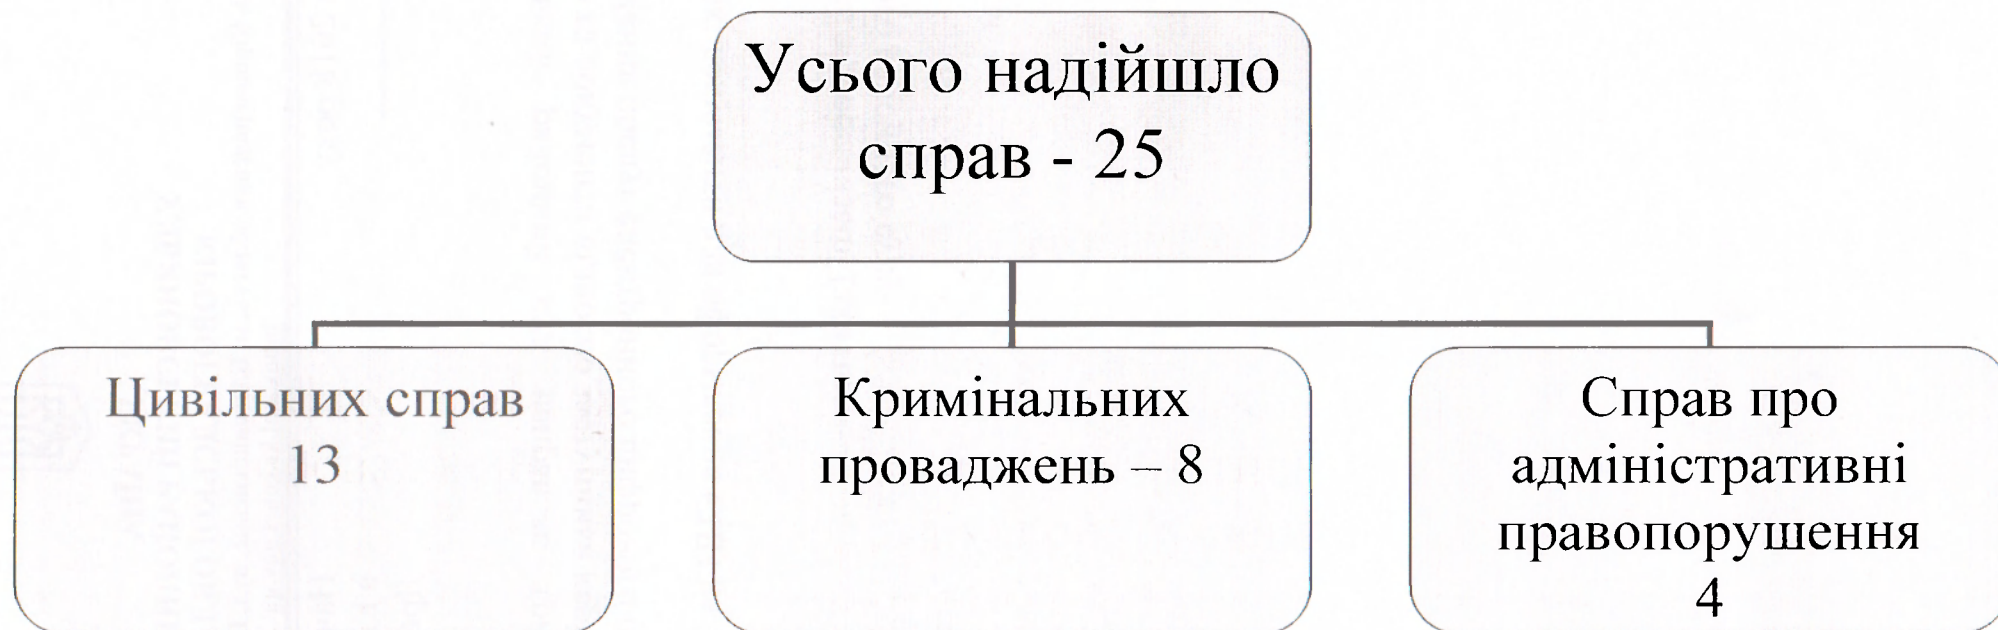 Усього надійшло
справ - 25
Цивільних справ
13
Кримінальних
проваджень – 8
Справ про
адміністративні
правопорушення
4